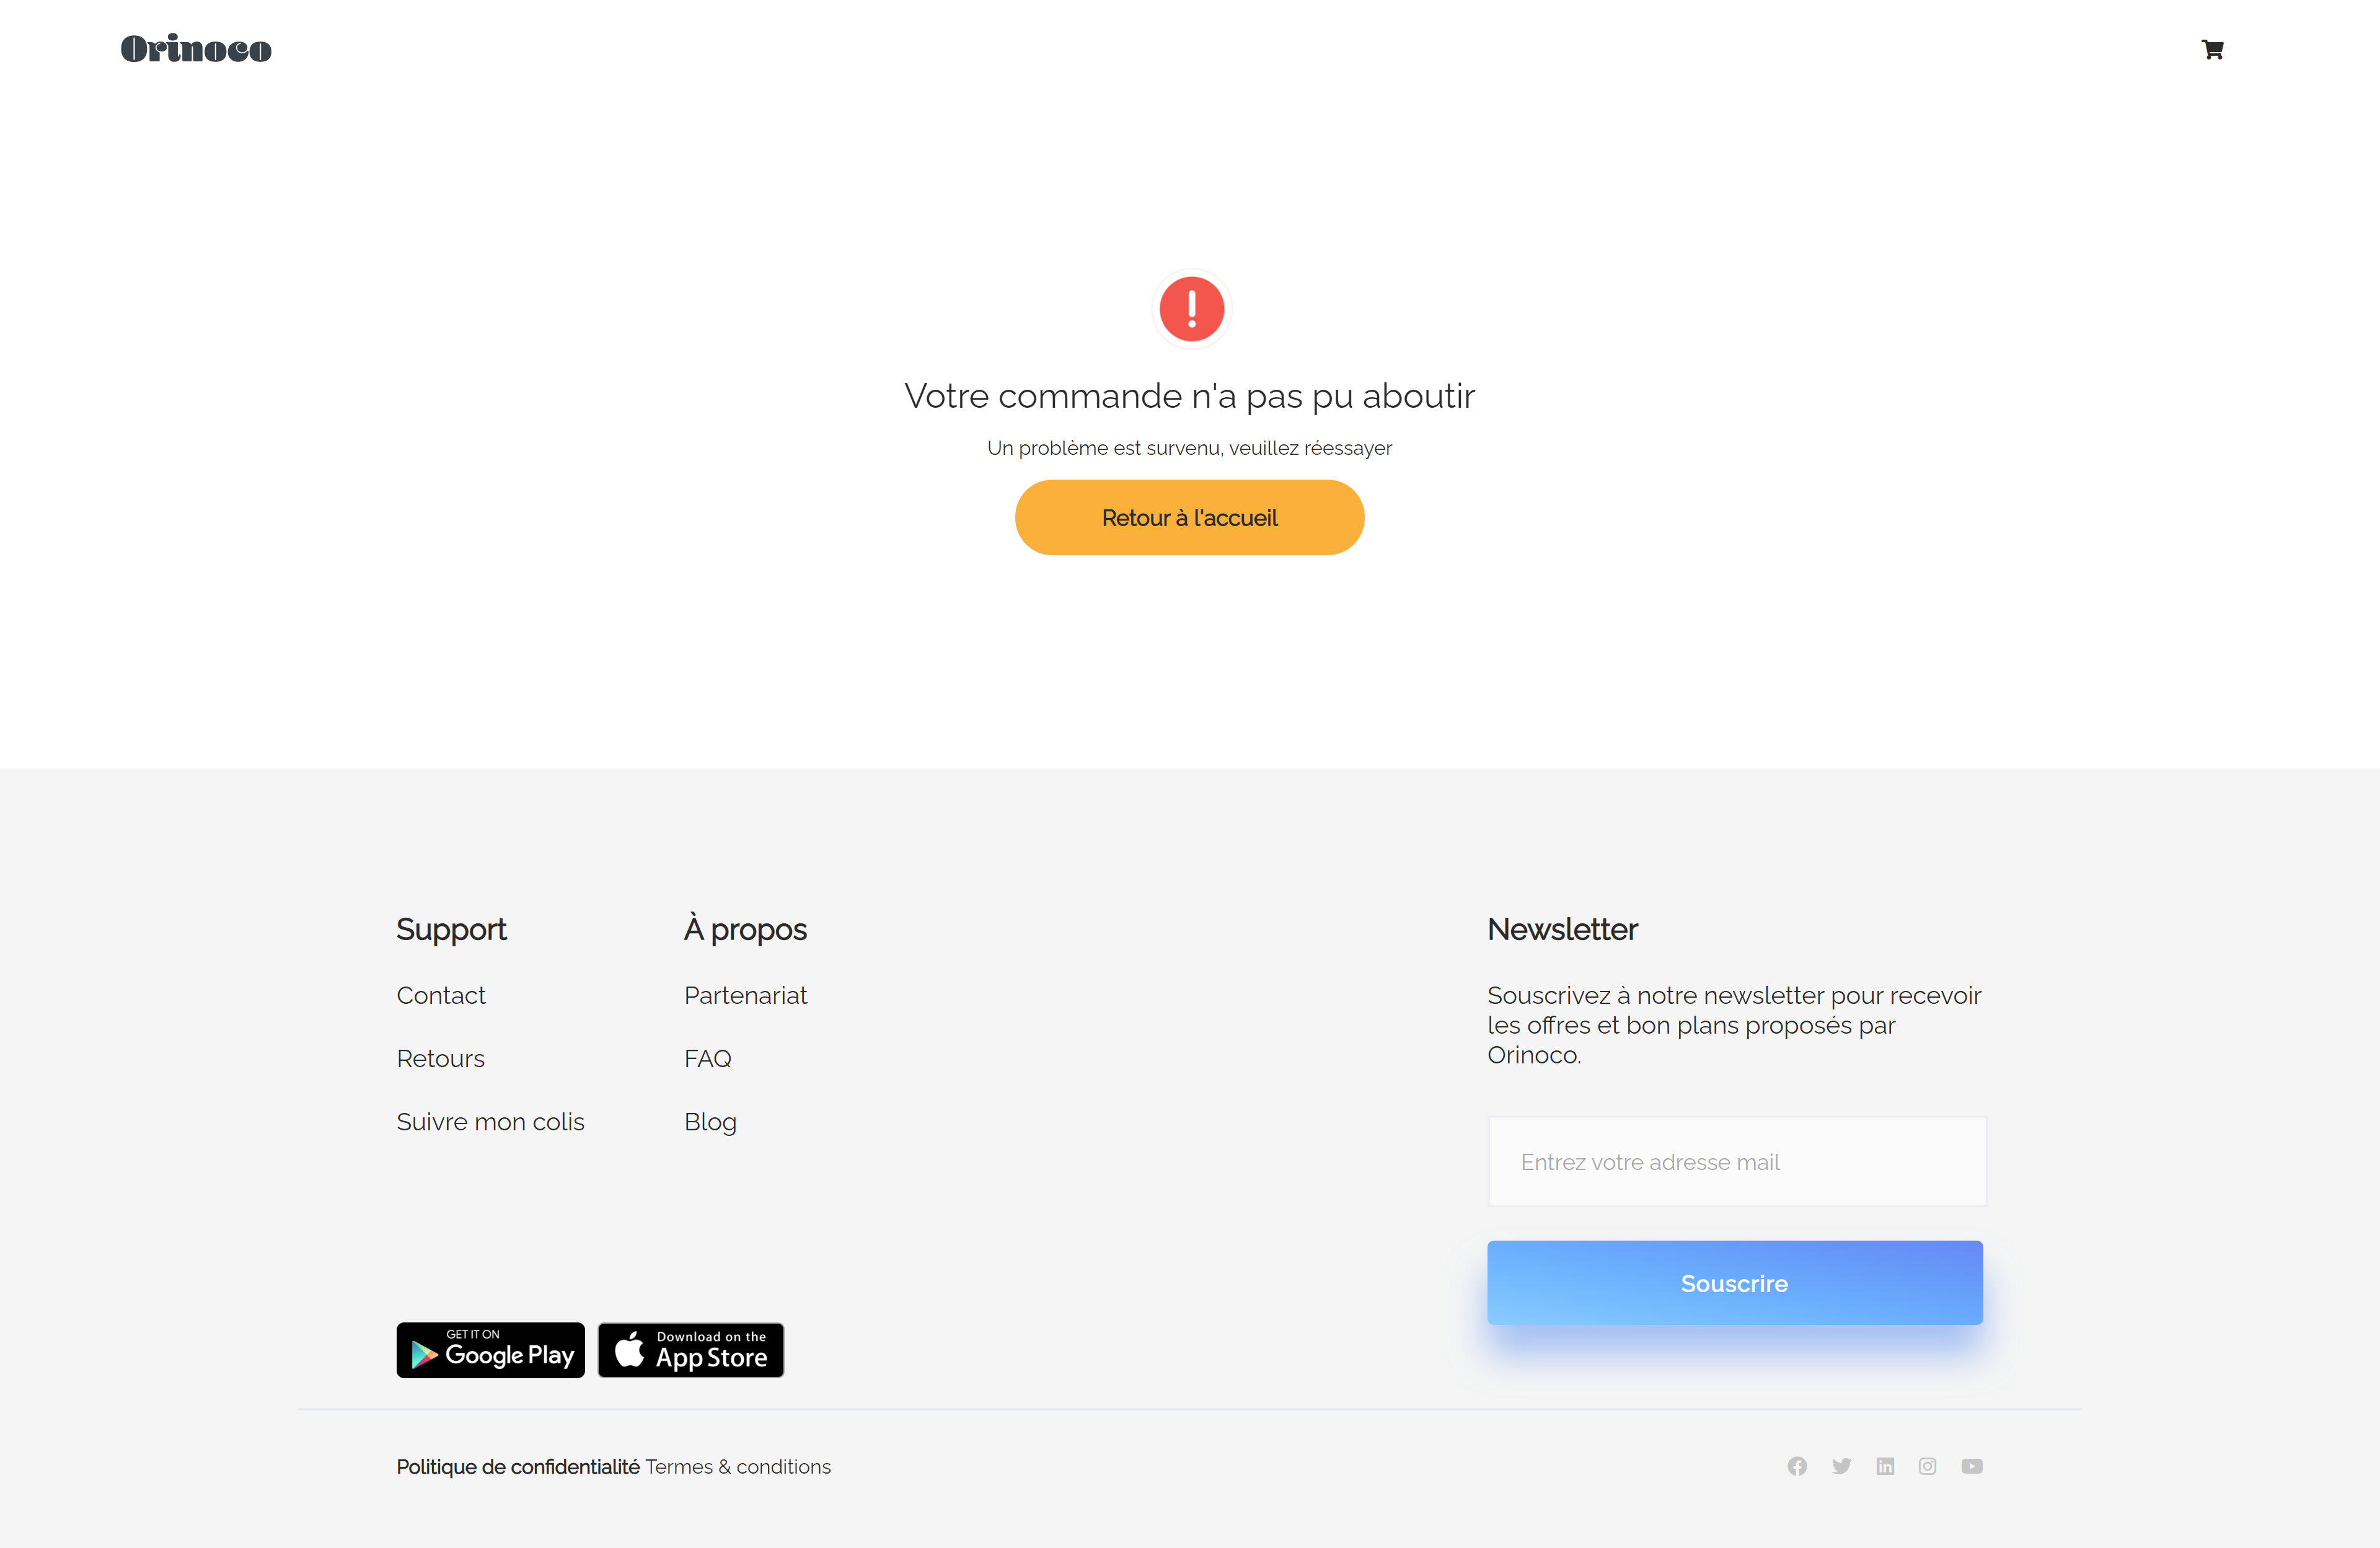 Orinoco
Votre commande n'a pas pu aboutir
Un problème est survenu, veuillez réessayer
Retour à l'accueil
Support
Contact
Retours
Suivre mon colis
À propos
Partenariat
FAQ
Blog
Newsletter
Souscrivez à notre newsletter pour recevoir
les offres et bon plans proposés par
Orinoco.
Entrez votre adresse mail
Souscrire
GET IT ON
Google Play
Download on the
App Store
Politique de confidentialité Termes & conditions